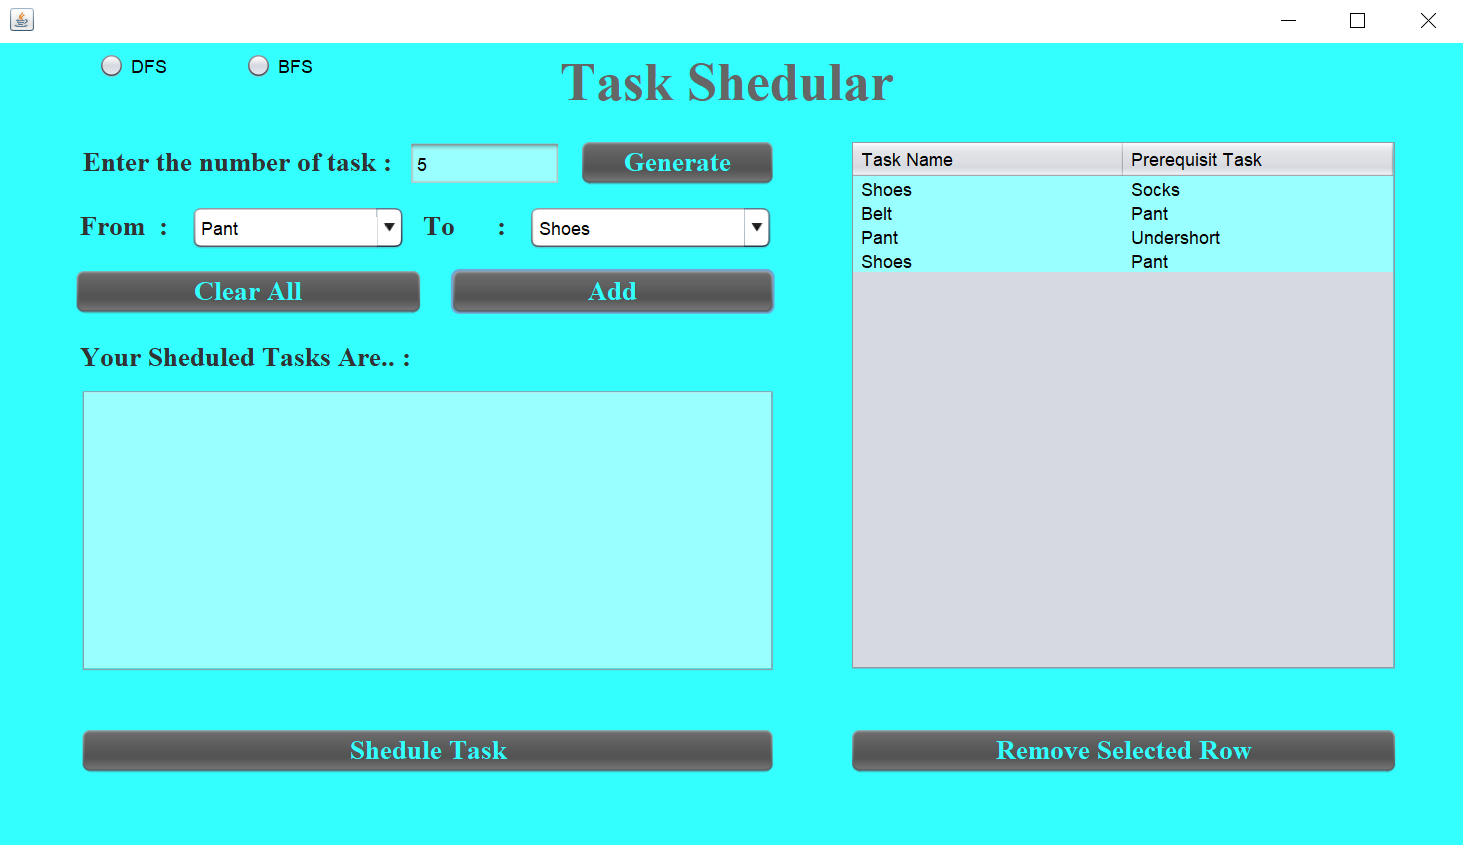 DFS BFS
Task Shedular
Enter the number of task : 5 Generate
From : Pant To : Shoes
Clear All Add
Your Sheduled Tasks Are.. :
Shedule Task
Task Name Prerequisit Task
Shoes Socks
Belt Pant
Pant Undershort
Shoes Pant
Remove Selected Row